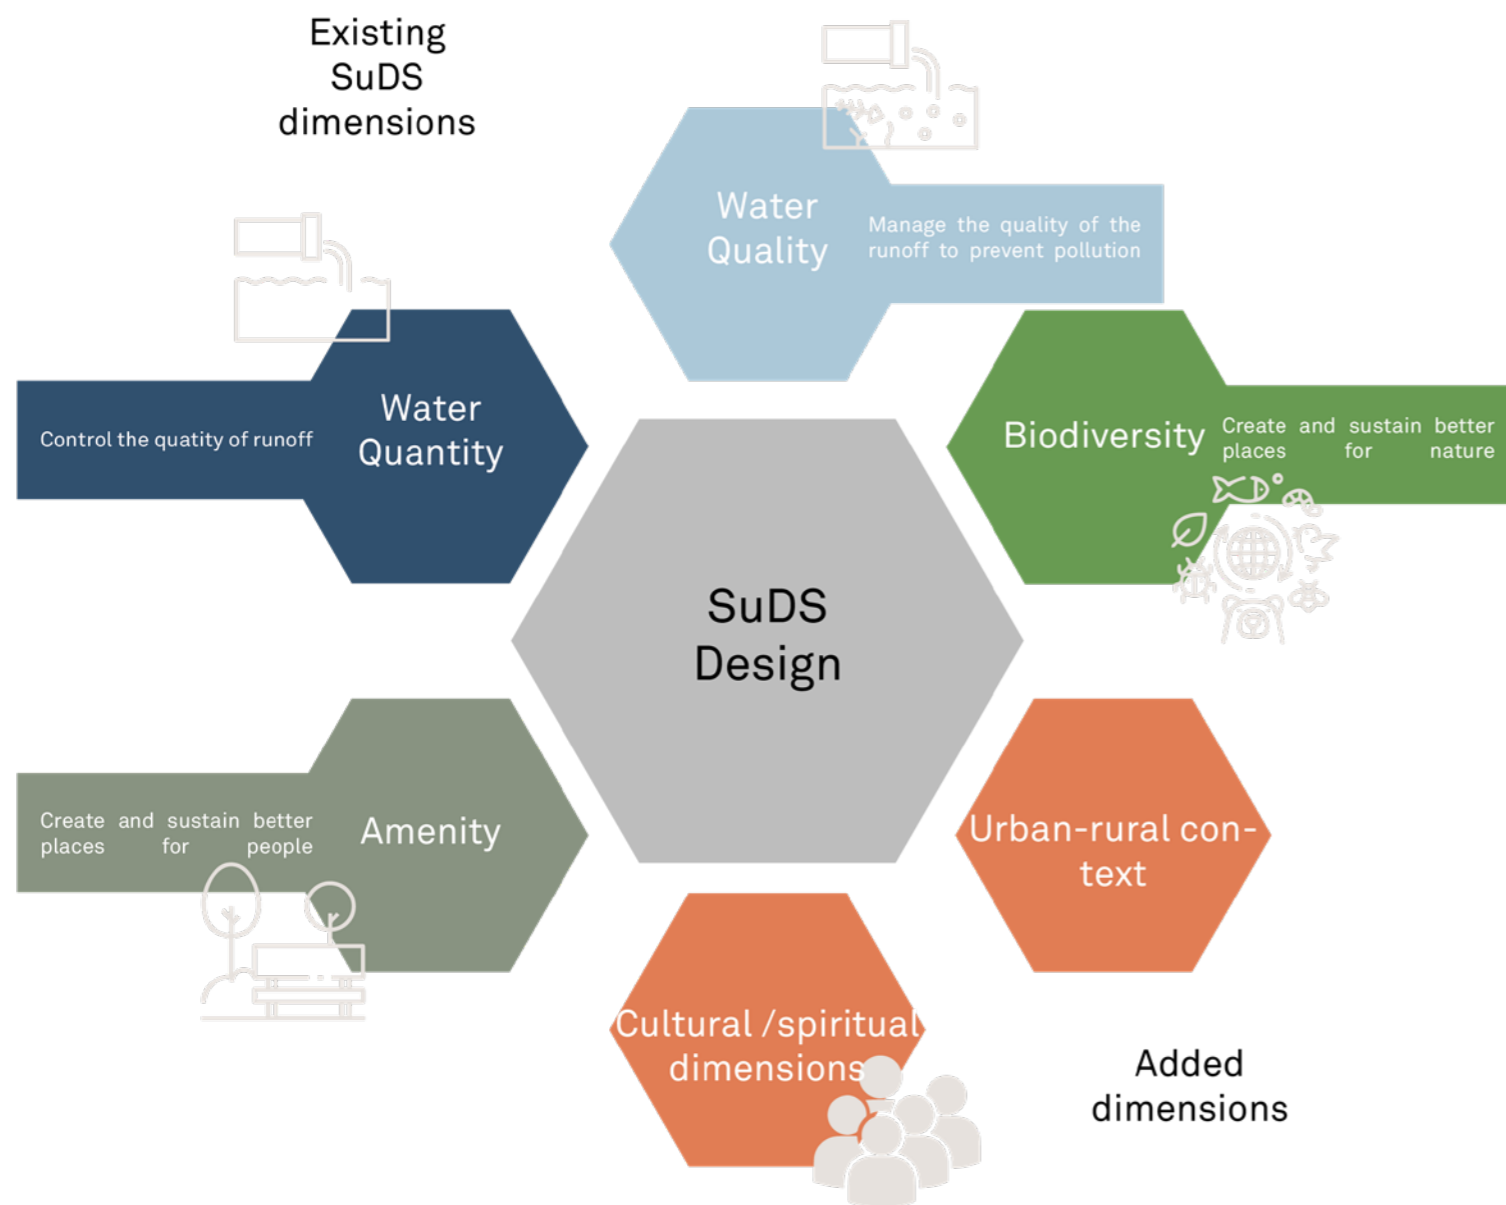 Existing
SuDS
dimensions
Water
Quality
Manage the quality of the
runoff to prevent pollution
Water
Quantity
Control the quatity of runoff
Biodiversity
Create and sustain better
places for nature
SuDS
Design
Amenity
Create and sustain better
places for people
Urban-rural con-
text
Cultural /spiritual
dimensions
Added
dimensions